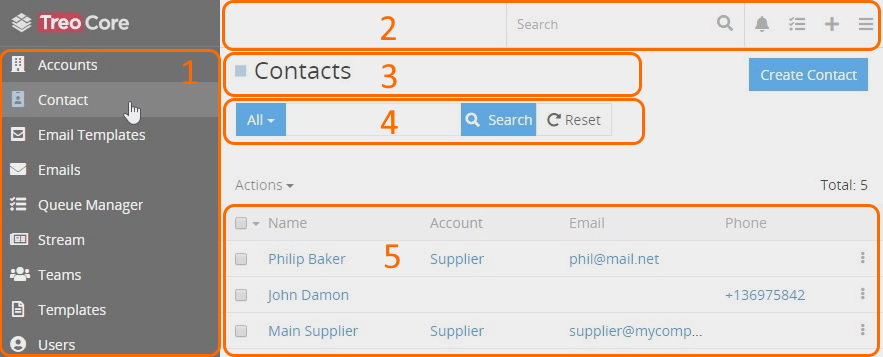 Treo Core
2
Search
1
Accounts
Contact
Email Templates
Emails
Queue Manager
Stream
Teams
Templates
Users
Contacts
3
Create Contact
All
4
Search
Reset
Actions
Total: 5
Name Account Email Phone
5
Philip Baker Supplier phil@mail.net
John Damon +136975842
Main Supplier Supplier supplier@mycomp...